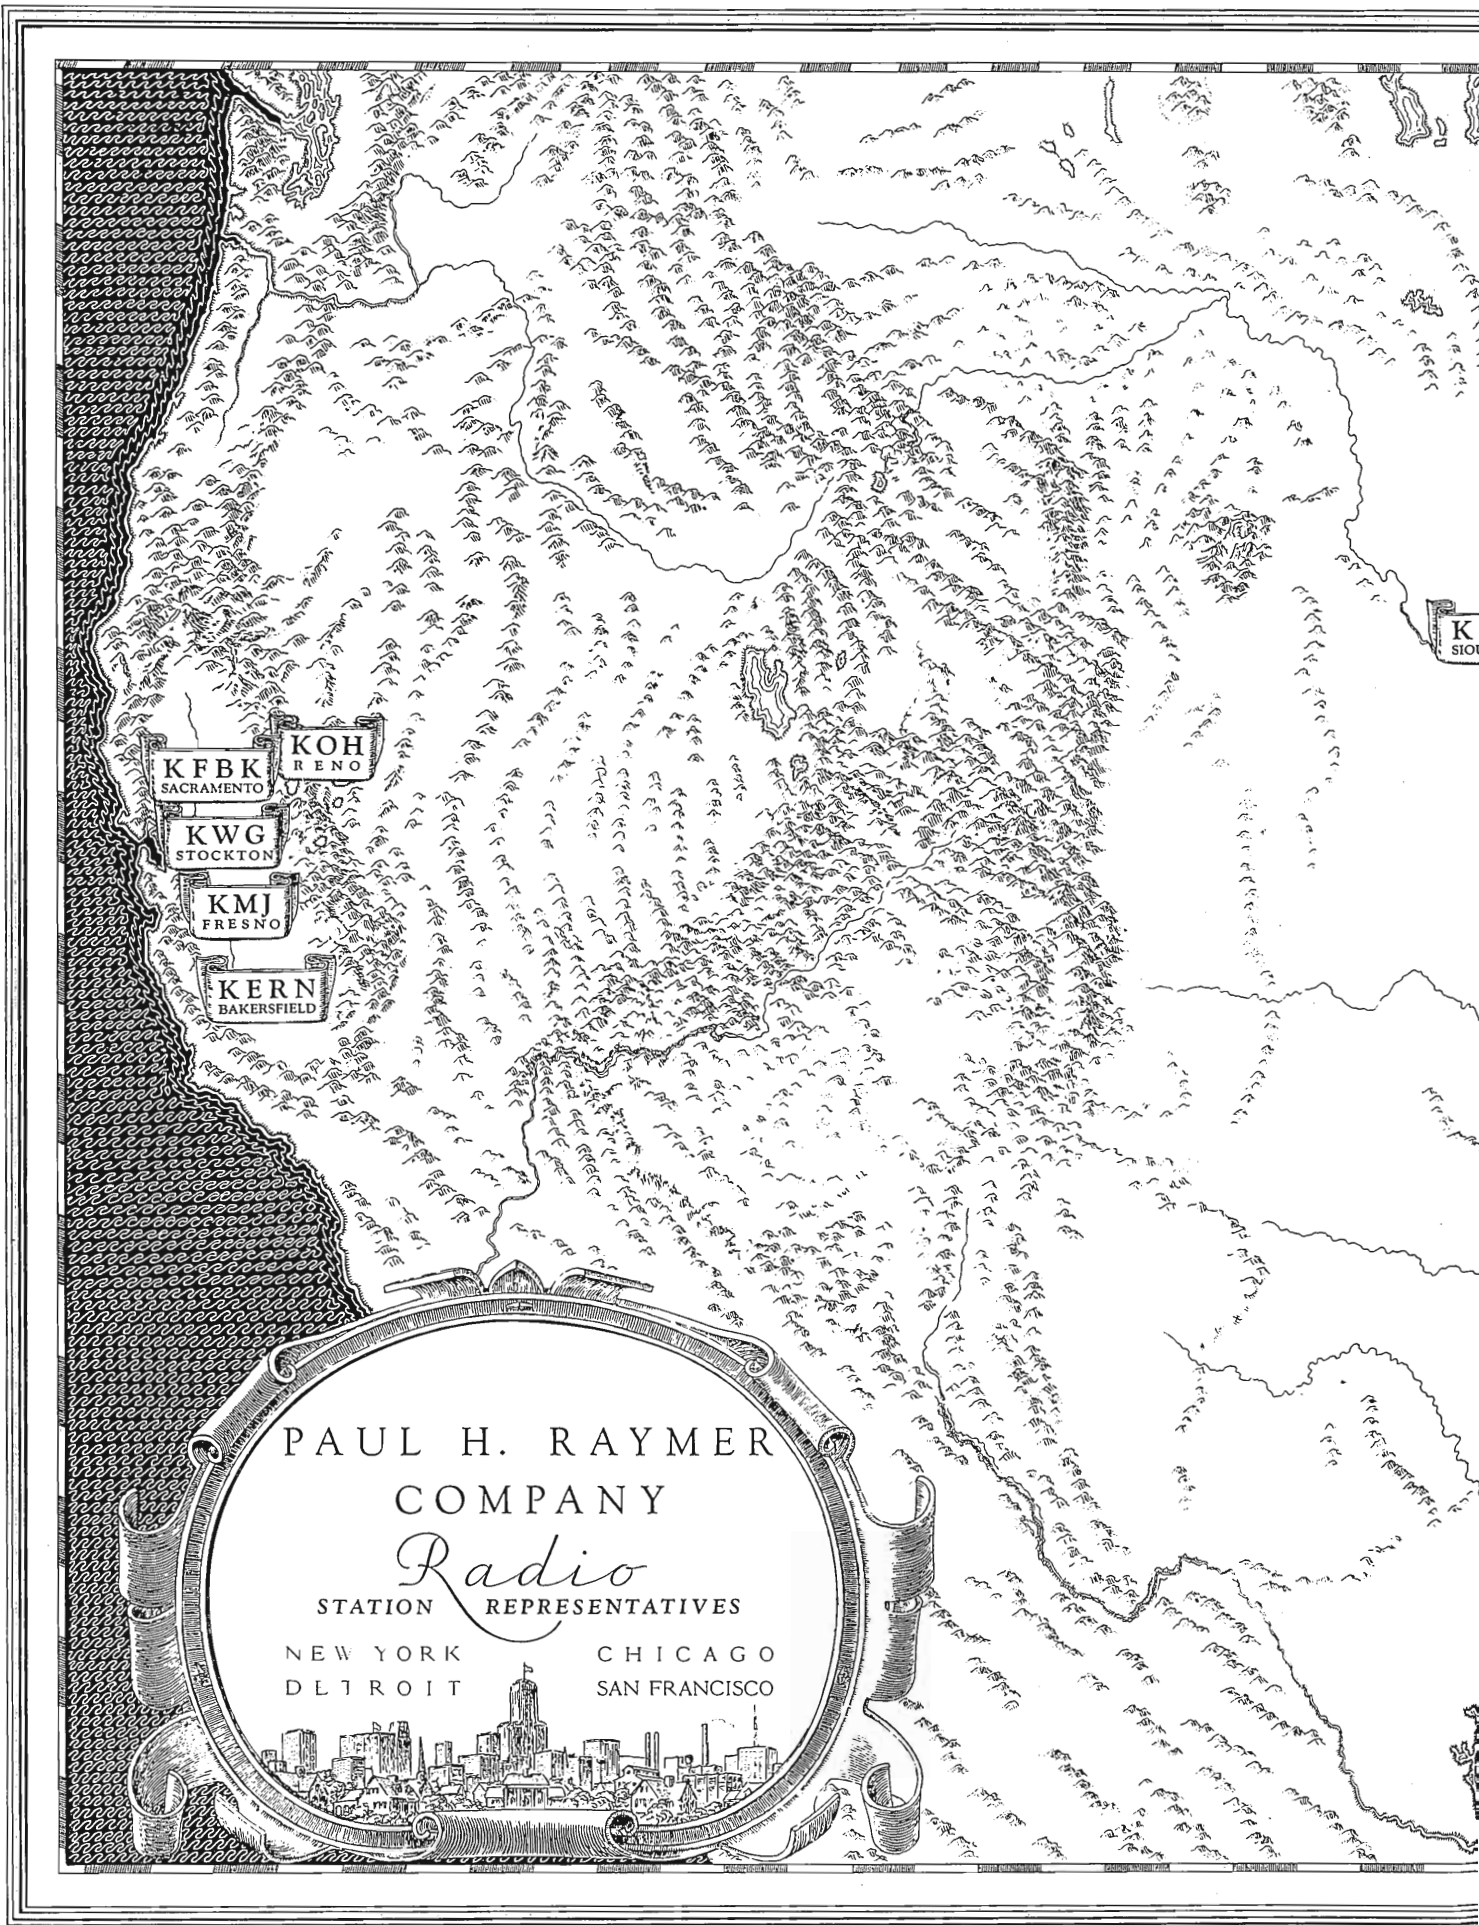 K
SIOU
KOH
RENO
KFBK
SACRAMENTO
KWG
STOCKTON
KMJ
FRESNO
KERN
BAKERSFIELD
PAUL H. RAYMER
COMPANY
Radio
STATION REPRESENTATIVES
NEW YORK CHICAGO
DETROIT SAN FRANCISCO